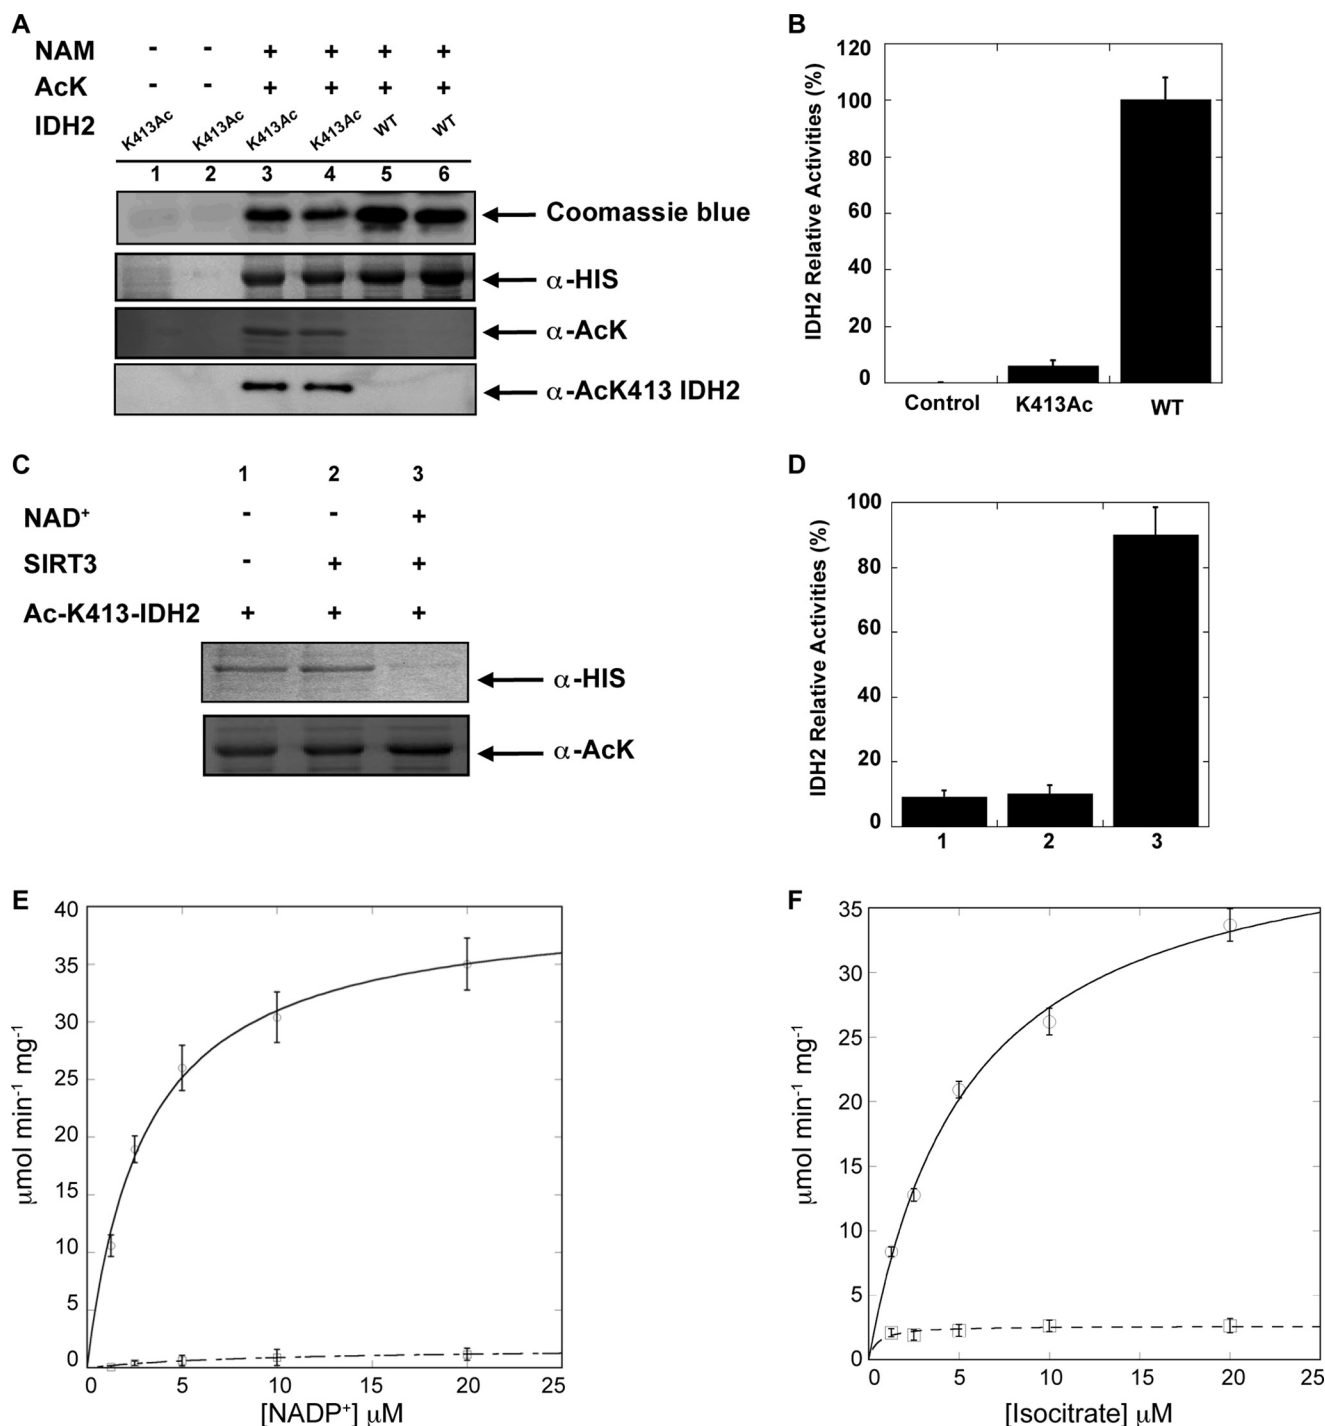 A
NAM - - + + + +
AcK - - + + + +
IDH2 K413Ac K413Ac K413Ac K413Ac WT WT
1 2 3 4 5 6
Coomassie blue
α-HIS
α-AcK
α-AcK413 IDH2
B
IDH2 Relative Activities (%)
120
100
80
60
40
20
0
Control K413Ac WT
C
1 2 3
NAD⁺ - - +
SIRT3 - + +
Ac-K413-IDH2 + + +
α-HIS
α-AcK
D
IDH2 Relative Activities (%)
100
80
60
40
20
0
1 2 3
E
μmol min⁻¹ mg⁻¹
40
35
30
25
20
15
10
5
0
0 5 10 15 20 25
[NADP⁺] μM
F
μmol min⁻¹ mg⁻¹
35
30
25
20
15
10
5
0
0 5 10 15 20 25
[Isocitrate] μM